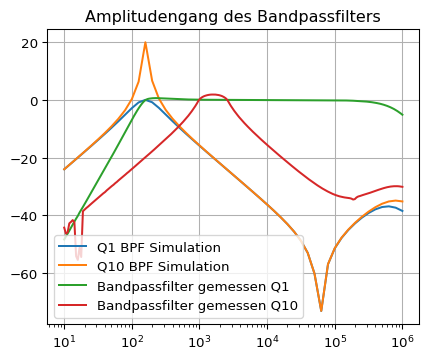 Amplitudengang des Bandpassfilters
20
0
−20
−40
−60
Q1 BPF Simulation
Q10 BPF Simulation
Bandpassfilter gemessen Q1
Bandpassfilter gemessen Q10
10¹ 10² 10³ 10⁴ 10⁵ 10⁶